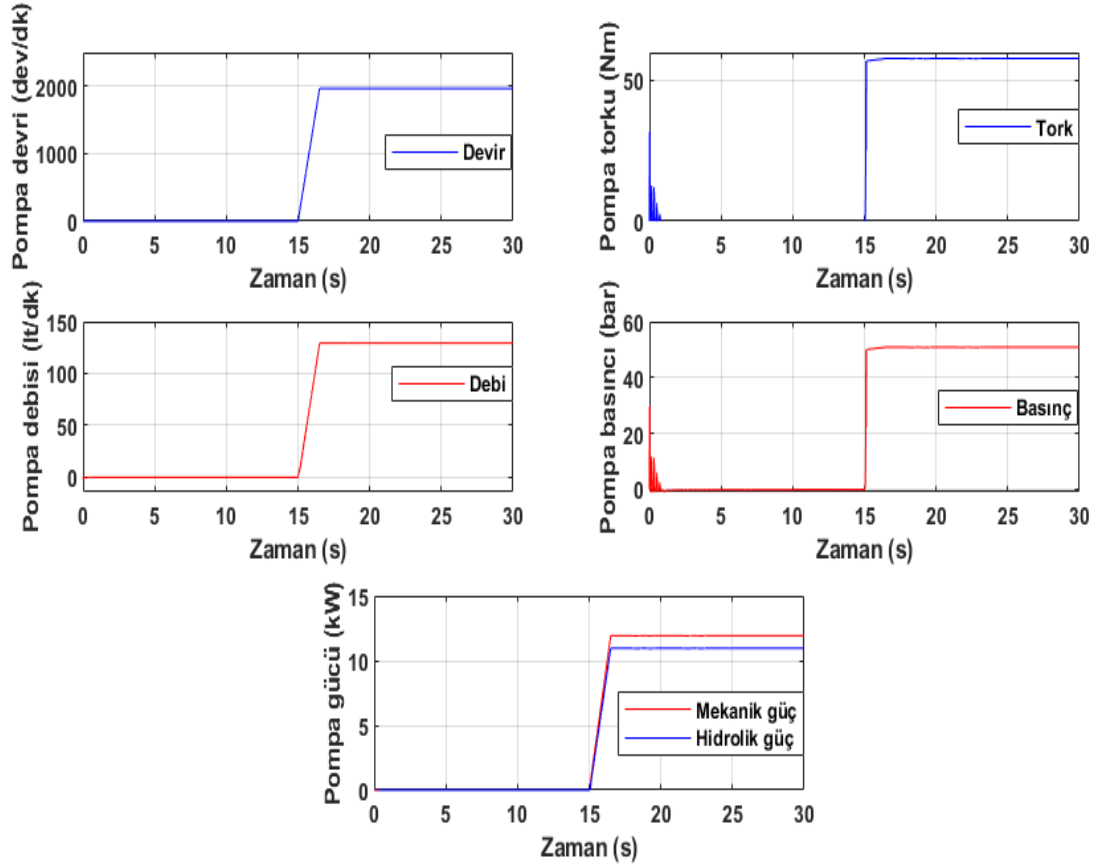 Pompa devri (dev/dk)
2000
1000
0
0 5 10 15 20 25 30
Zaman (s)
Devir
Pompa torku (Nm)
50
0
0 5 10 15 20 25 30
Zaman (s)
Tork
Pompa debisi (lt/dk)
150
100
50
0
0 5 10 15 20 25 30
Zaman (s)
Debi
Pompa basıncı (bar)
60
40
20
0
0 5 10 15 20 25 30
Zaman (s)
Basınç
Pompa gücü (kW)
15
10
5
0
0 5 10 15 20 25 30
Zaman (s)
Mekanik güç
Hidrolik güç